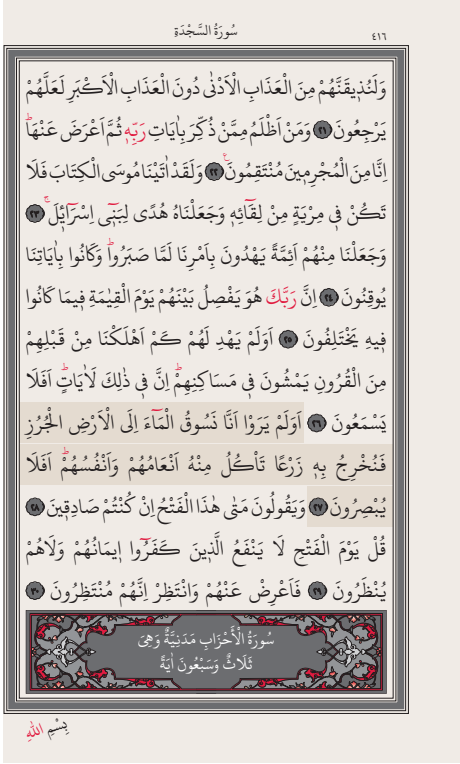 سُورَةُ السَّجْدَةِ
٤١٦
وَلَنُذِيقَنَّهُمْ مِنَ الْعَذَابِ الْاَدْنٰى دُونَ الْعَذَابِ الْاَكْبَرِ لَعَلَّهُمْ
يَرْجِعُونَ ﴿٢١﴾ وَمَنْ اَظْلَمُ مِمَّنْ ذُكِّرَ بِاٰيَاتِ رَبِّهٖ ثُمَّ اَعْرَضَ عَنْهَاۜ
اِنَّا مِنَ الْمُجْرِمٖينَ مُنْتَقِمُونَۚ ﴿٢٢﴾ وَلَقَدْ اٰتَيْنَا مُوسَى الْكِتَابَ فَلَا
تَكُنْ فٖى مِرْيَةٍ مِنْ لِقَٓائِهٖ وَجَعَلْنَاهُ هُدًى لِبَنٖٓى اِسْرَٓائٖلَۚ ﴿٢٣﴾
وَجَعَلْنَا مِنْهُمْ اَئِمَّةً يَهْدُونَ بِاَمْرِنَا لَمَّا صَبَرُواۜ وَكَانُوا بِاٰيَاتِنَا
يُوقِنُونَ ﴿٢٤﴾ اِنَّ رَبَّكَ هُوَ يَفْصِلُ بَيْنَهُمْ يَوْمَ الْقِيٰمَةِ فٖيمَا كَانُوا
فٖيهِ يَخْتَلِفُونَ ﴿٢٥﴾ اَوَلَمْ يَهْدِ لَهُمْ كَمْ اَهْلَكْنَا مِنْ قَبْلِهِمْ
مِنَ الْقُرُونِ يَمْشُونَ فٖى مَسَاكِنِهِمْۜ اِنَّ فٖى ذٰلِكَ لَاٰيَاتٍۜ اَفَلَا
يَسْمَعُونَ ﴿٢٦﴾ اَوَلَمْ يَرَوْا اَنَّا نَسُوقُ الْمَٓاءَ اِلَى الْاَرْضِ الْجُرُزِ
فَنُخْرِجُ بِهٖ زَرْعًا تَأْكُلُ مِنْهُ اَنْعَامُهُمْ وَاَنْفُسُهُمْۜ اَفَلَا
يُبْصِرُونَ ﴿٢٧﴾ وَيَقُولُونَ مَتٰى هٰذَا الْفَتْحُ اِنْ كُنْتُمْ صَادِقٖينَ ﴿٢٨﴾
قُلْ يَوْمَ الْفَتْحِ لَا يَنْفَعُ الَّذٖينَ كَفَرُٓوا اٖيمَانُهُمْ وَلَا هُمْ
يُنْظَرُونَ ﴿٢٩﴾ فَاَعْرِضْ عَنْهُمْ وَانْتَظِرْ اِنَّهُمْ مُنْتَظِرُونَ ﴿٣٠﴾
سُورَةُ الْاَحْزَابِ مَدَنِيَّةٌ وَهِىَ
ثَلَاثٌ وَسَبْعُونَ اٰيَةً
بِسْمِ اللّٰهِ